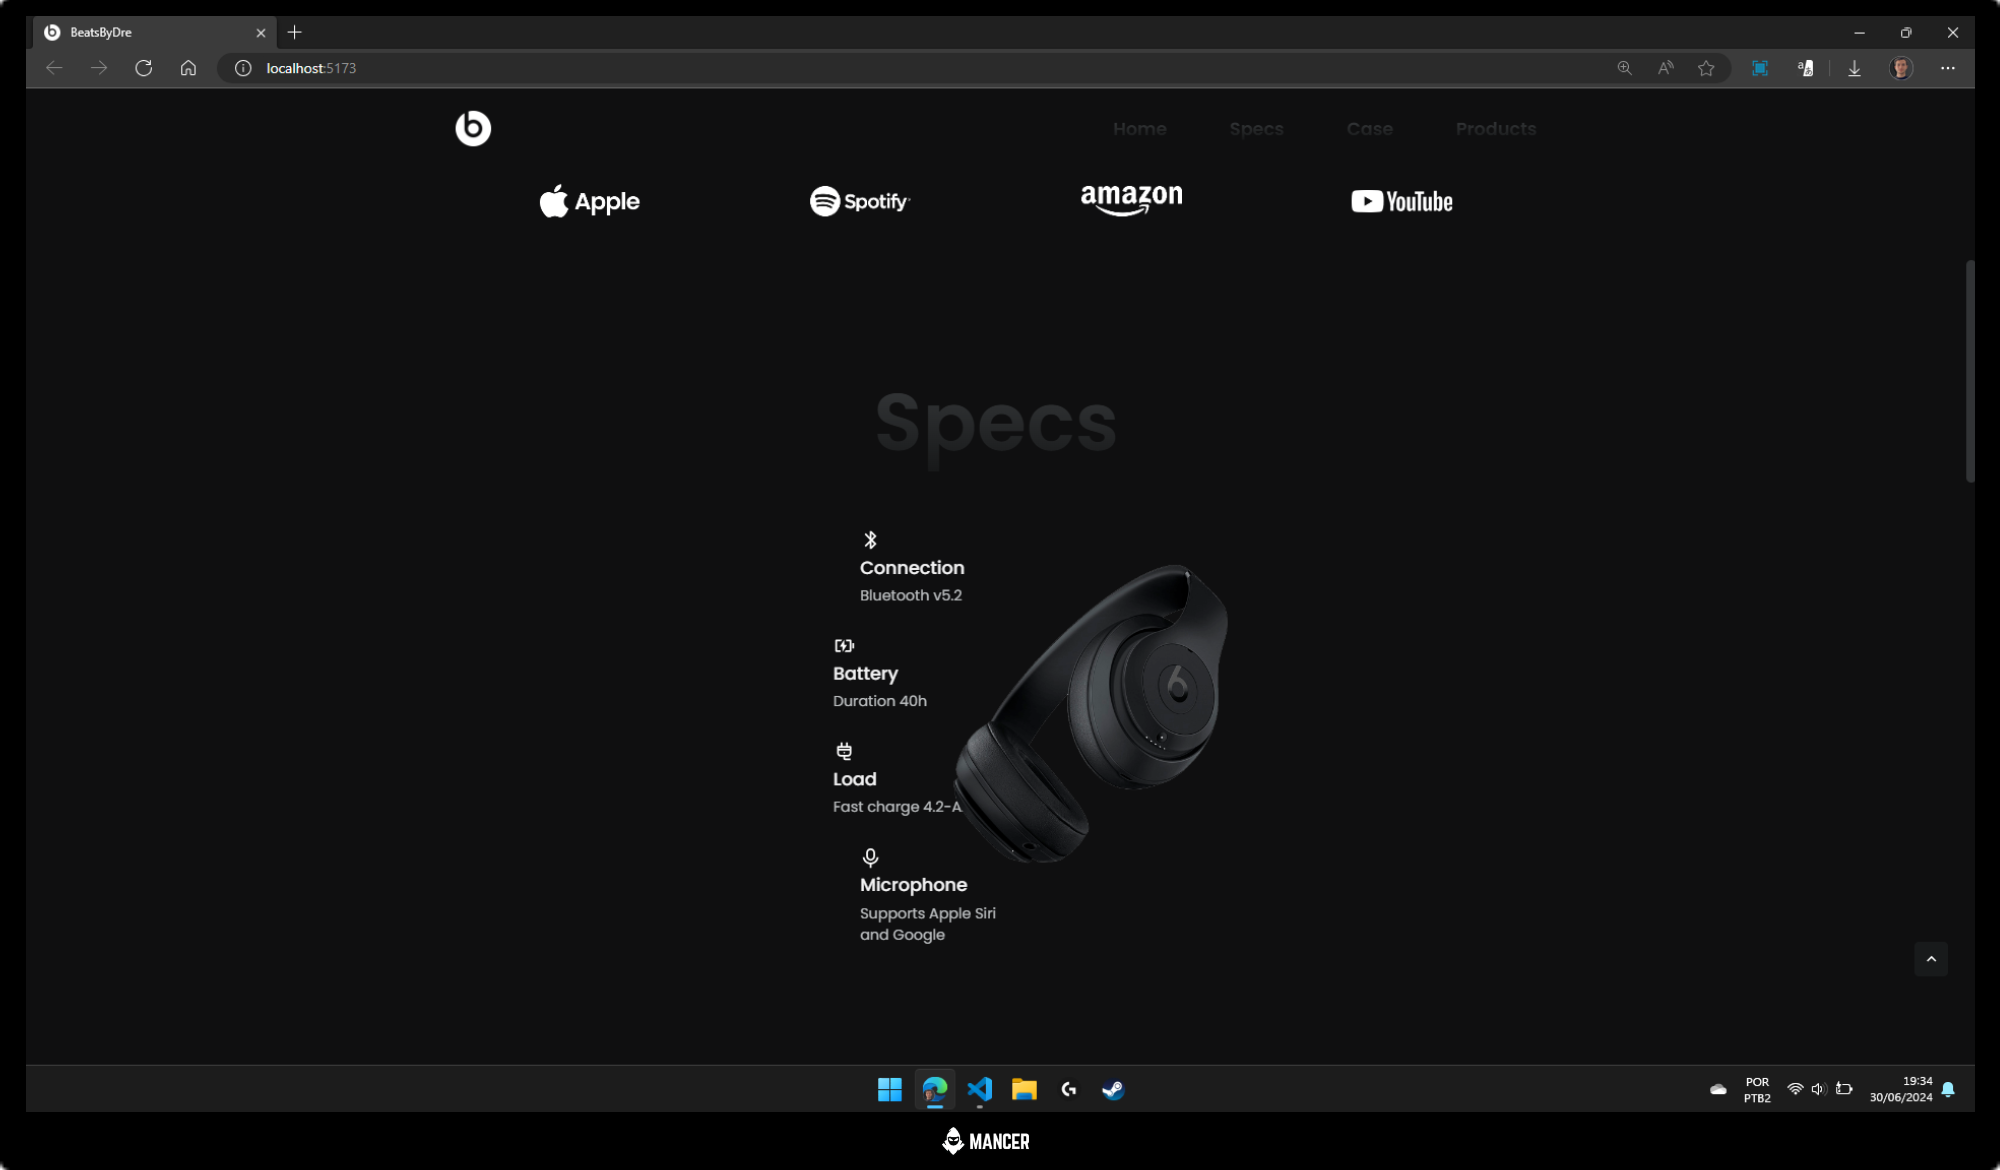 BeatsByDre
localhost:5173
Home Specs Case Products
Apple Spotify amazon YouTube
Specs
Connection
Bluetooth v5.2
Battery
Duration 40h
Load
Fast charge 4.2-A
Microphone
Supports Apple Siri
and Google
POR
PTB2
19:34
30/06/2024
MANCER